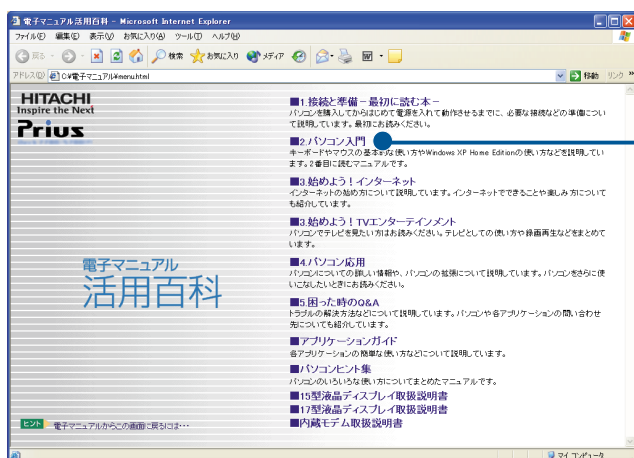 電子マニュアル活用百科 - Microsoft Internet Explorer
ファイル(F) 編集(E) 表示(V) お気に入り(A) ツール(T) ヘルプ(H)
戻る 検索 お気に入り メディア
アドレス(D) C:¥電子マニュアル¥menu.html 移動 リンク »
HITACHI
Inspire the Next
Prius
電子マニュアル
活用百科
ヒント 電子マニュアルからこの画面に戻るには・・・
■1.接続と準備－最初に読む本－
パソコンを購入してからはじめて電源を入れて動作させるまでに、必要な接続などの準備につい
て説明しています。最初にお読みください。
■2.パソコン入門
キーボードやマウスの基本的な使い方やWindows XP Home Editionの使い方などを説明してい
ます。2番目に読むマニュアルです。
■3.始めよう！インターネット
インターネットの始め方について説明しています。インターネットでできることや楽しみ方について
も紹介しています。
■3.始めよう！TVエンターテインメント
パソコンでテレビを見たい方はお読みください。テレビとしての使い方や録画再生などをまとめて
います。
■4.パソコン応用
パソコンについての詳しい情報や、パソコンの拡張について説明しています。パソコンをさらに使
いこなしたいときにお読みください。
■5.困った時のQ&A
トラブルの解決方法などについて説明しています。パソコンや各アプリケーションの問い合わせ
先についても紹介しています。
■アプリケーションガイド
各アプリケーションの簡単な使い方などについて説明しています。
■パソコンヒント集
パソコンのいろいろな使い方についてまとめたマニュアルです。
■15型液晶ディスプレイ取扱説明書
■17型液晶ディスプレイ取扱説明書
■内蔵モデム取扱説明書
マイ コンピュータ